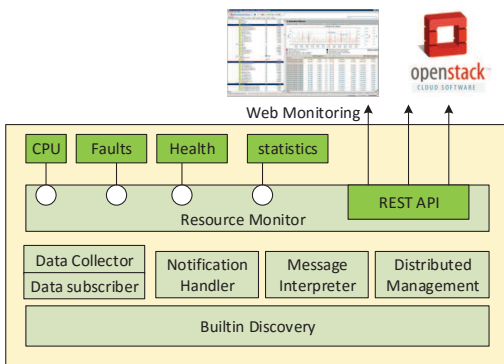 openstack
CLOUD SOFTWARE
Web Monitoring
CPU
Faults
Health
statistics
REST API
Resource Monitor
Data Collector
Data subscriber
Notification
Handler
Message
Interpreter
Distributed
Management
Builtin Discovery